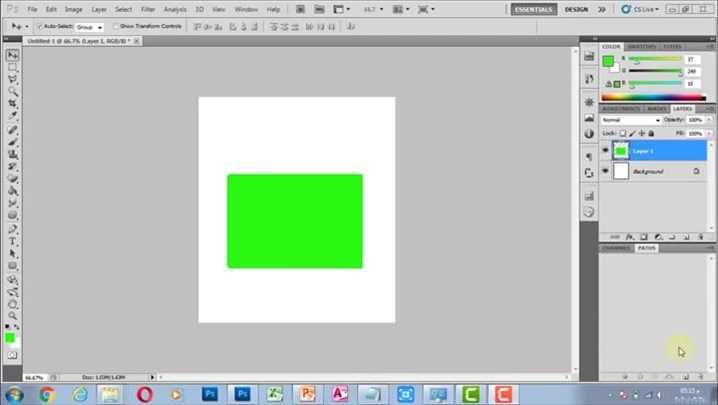 Ps File Edit Image Layer Select Filter Analysis 3D View Window Help 66.7 ESSENTIALS DESIGN CS Live
Auto-Select: Group Show Transform Controls
Untitled-1 @ 66.7% (Layer 1, RGB/8) *
COLOR SWATCHES STYLES
R 37
G 249
B 15
ADJUSTMENTS MASKS LAYERS
Normal Opacity: 100%
Lock: Fill: 100%
Layer 1
Background
CHANNELS PATHS
66.67% Doc: 1.03M/1.43M